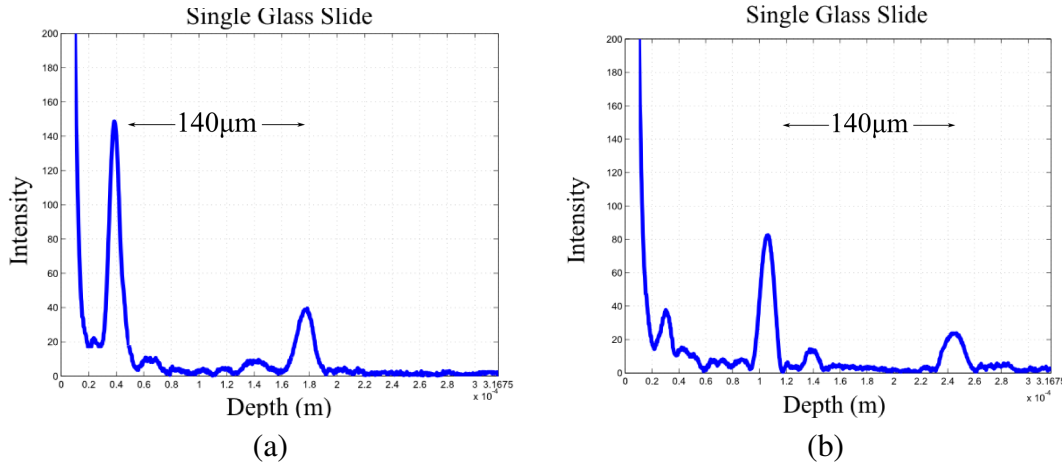 Single Glass Slide
200
180
160
140
120
100
80
60
40
20
0
Intensity
140μm
0 0.2 0.4 0.6 0.8 1 1.2 1.4 1.6 1.8 2 2.2 2.4 2.6 2.8 3 3.1675
x 10⁻⁴
Depth (m)
(a)
Single Glass Slide
200
180
160
140
120
100
80
60
40
20
0
Intensity
140μm
0 0.2 0.4 0.6 0.8 1 1.2 1.4 1.6 1.8 2 2.2 2.4 2.6 2.8 3 3.1675
x 10⁻⁴
Depth (m)
(b)